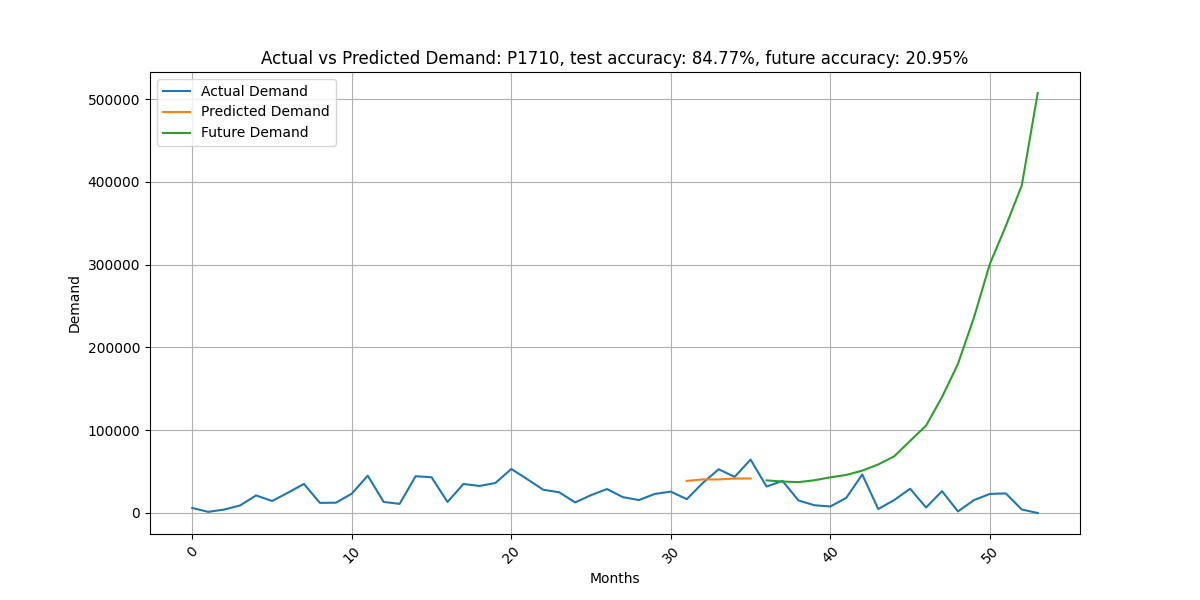 Actual vs Predicted Demand: P1710, test accuracy: 84.77%, future accuracy: 20.95%
Actual Demand
Predicted Demand
Future Demand
500000
400000
300000
200000
100000
0
Demand
0
10
20
30
40
50
Months